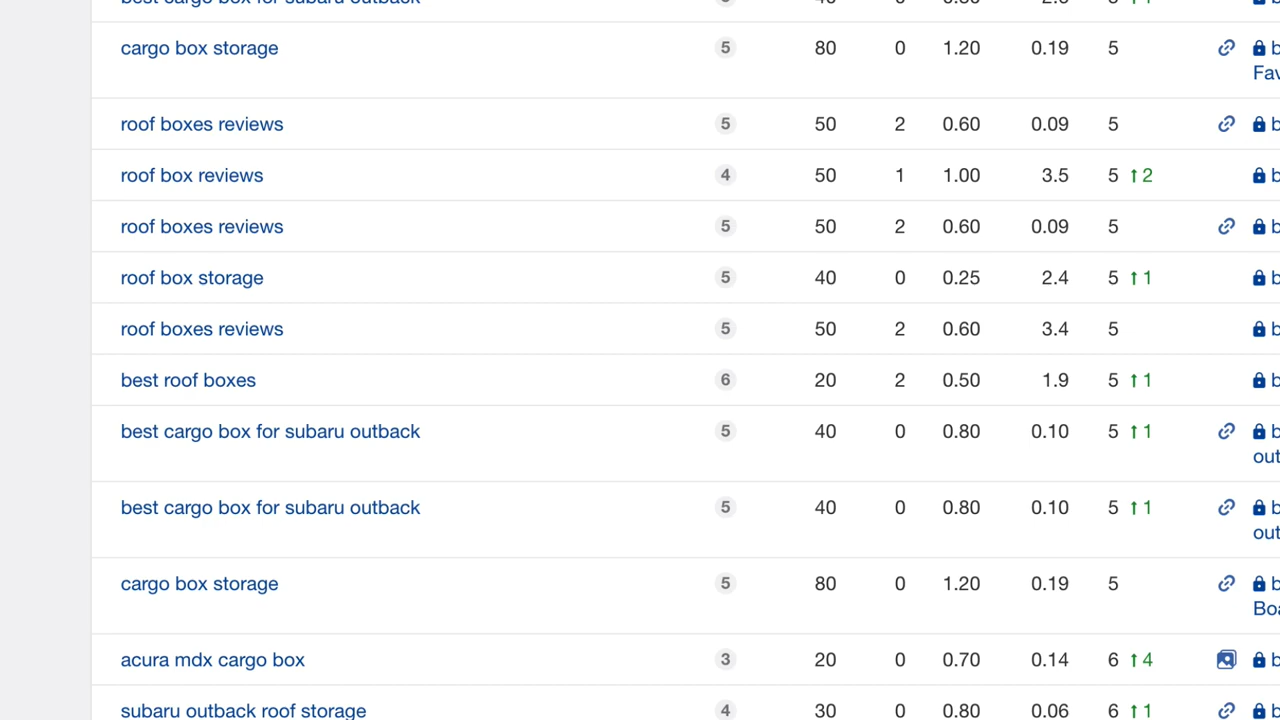 best cargo box for subaru outback
cargo box storage 5 80 0 1.20 0.19 5 b
Fav
roof boxes reviews 5 50 2 0.60 0.09 5 b
roof box reviews 4 50 1 1.00 3.5 5 ↑2 b
roof boxes reviews 5 50 2 0.60 0.09 5 b
roof box storage 5 40 0 0.25 2.4 5 ↑1 b
roof boxes reviews 5 50 2 0.60 3.4 5 b
best roof boxes 6 20 2 0.50 1.9 5 ↑1 b
best cargo box for subaru outback 5 40 0 0.80 0.10 5 ↑1 b
out
best cargo box for subaru outback 5 40 0 0.80 0.10 5 ↑1 b
out
cargo box storage 5 80 0 1.20 0.19 5 b
Boa
acura mdx cargo box 3 20 0 0.70 0.14 6 ↑4 b
subaru outback roof storage 4 30 0 0.80 0.06 6 ↑1 b